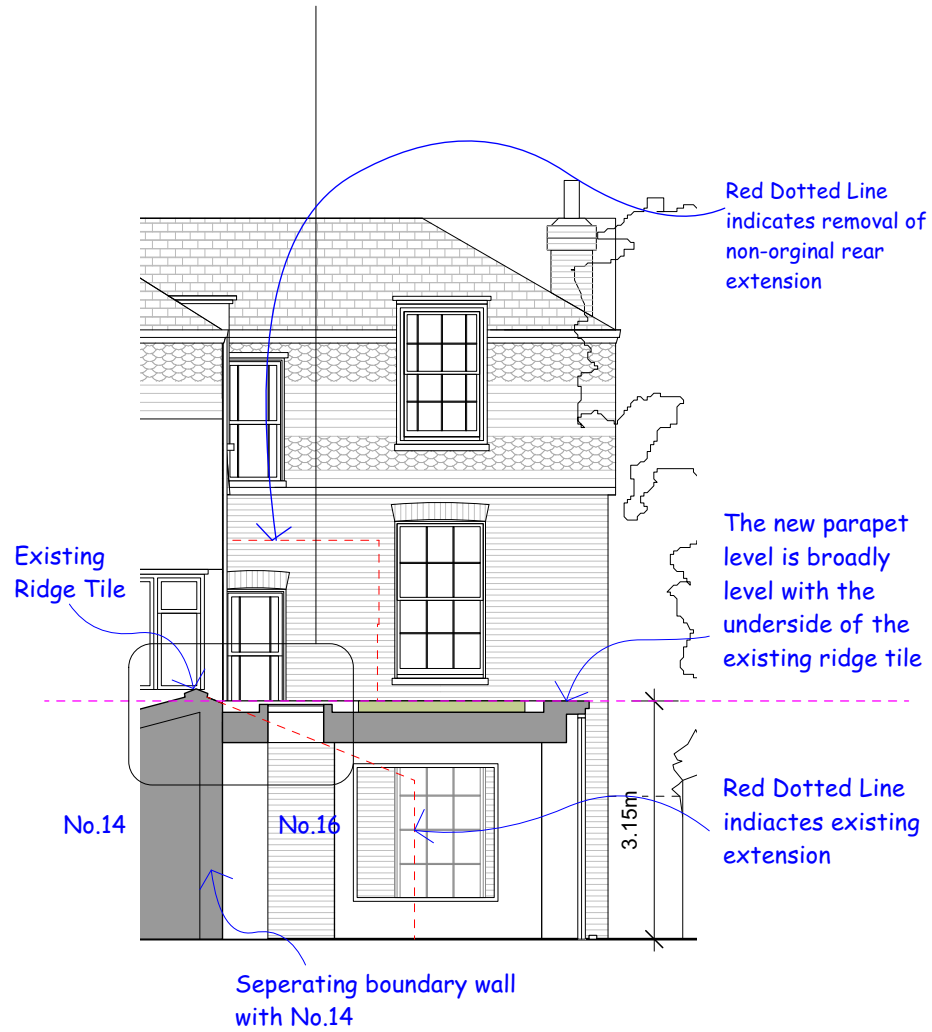 Red Dotted Line
indicates removal of
non-orginal rear
extension
Existing
Ridge Tile
The new parapet
level is broadly
level with the
underside of the
existing ridge tile
No.14
No.16
3.15m
Red Dotted Line
indiactes existing
extension
Seperating boundary wall
with No.14